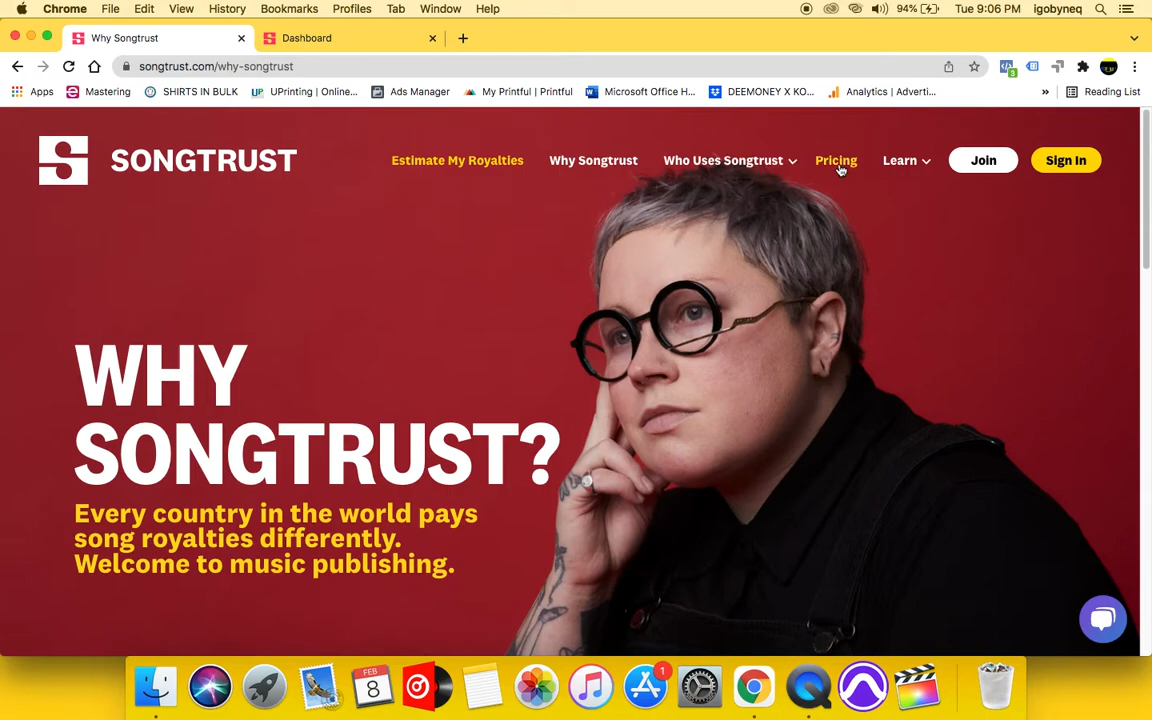 Chrome File Edit View History Bookmarks Profiles Tab Window Help 94% Tue 9:06 PM igobyneq
Why Songtrust Dashboard
songtrust.com/why-songtrust
3
Apps Mastering SHIRTS IN BULK UPrinting | Online... Ads Manager My Printful | Printful Microsoft Office H... DEEMONEY X KO... Analytics | Adverti... » Reading List
SONGTRUST Estimate My Royalties Why Songtrust Who Uses Songtrust Pricing Learn Join Sign In
WHY
SONGTRUST?
Every country in the world pays
song royalties differently.
Welcome to music publishing.
FEB
8
1